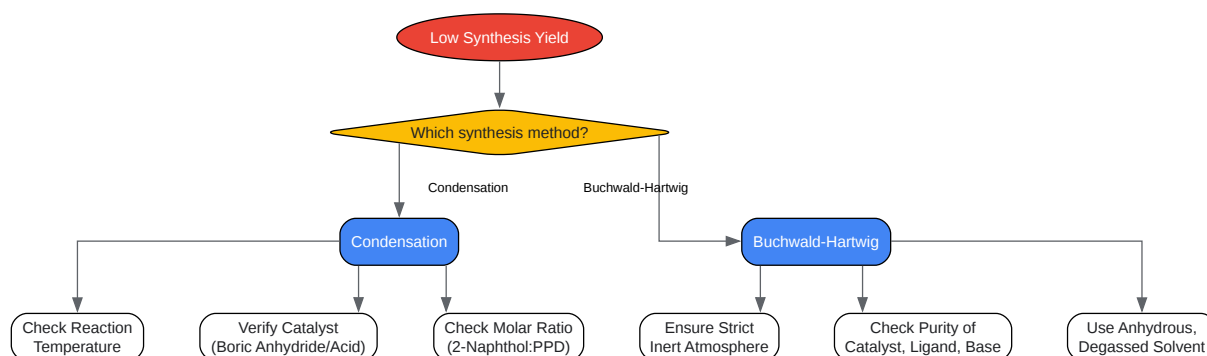 Low Synthesis Yield
Which synthesis method?
Condensation
Buchwald-Hartwig
Condensation
Buchwald-Hartwig
Check Reaction
Temperature
Verify Catalyst
(Boric Anhydride/Acid)
Check Molar Ratio
(2-Naphthol:PPD)
Ensure Strict
Inert Atmosphere
Check Purity of
Catalyst, Ligand, Base
Use Anhydrous,
Degassed Solvent